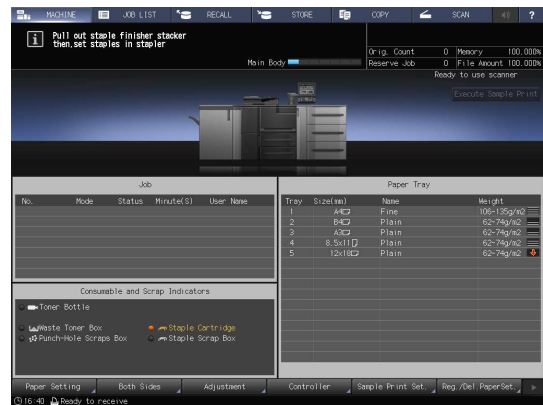 MACHINE JOB LIST RECALL STORE COPY SCAN ?
i Pull out staple finisher stacker
then,set staples in stapler
Main Body
Orig. Count 0 Memory 100.000%
Reserve Job 0 File Amount 100.000%
Ready to use scanner
Execute Sample Print
Job
No. Mode Status Minute(S) User Name
Paper Tray
Tray Size(mm) Name Weight
1 A4 Fine 106-135g/m2
2 B4 Plain 62-74g/m2
3 A3 Plain 62-74g/m2
4 8.5x11 Plain 62-74g/m2
5 12x18 Plain 62-74g/m2
Consumable and Scrap Indicators
Toner Bottle
Waste Toner Box Staple Cartridge
Punch-Hole Scraps Box Staple Scrap Box
Paper Setting Both Sides Adjustment Controller Sample Print Set. Reg./Del.PaperSet.
16:40 Ready to receive